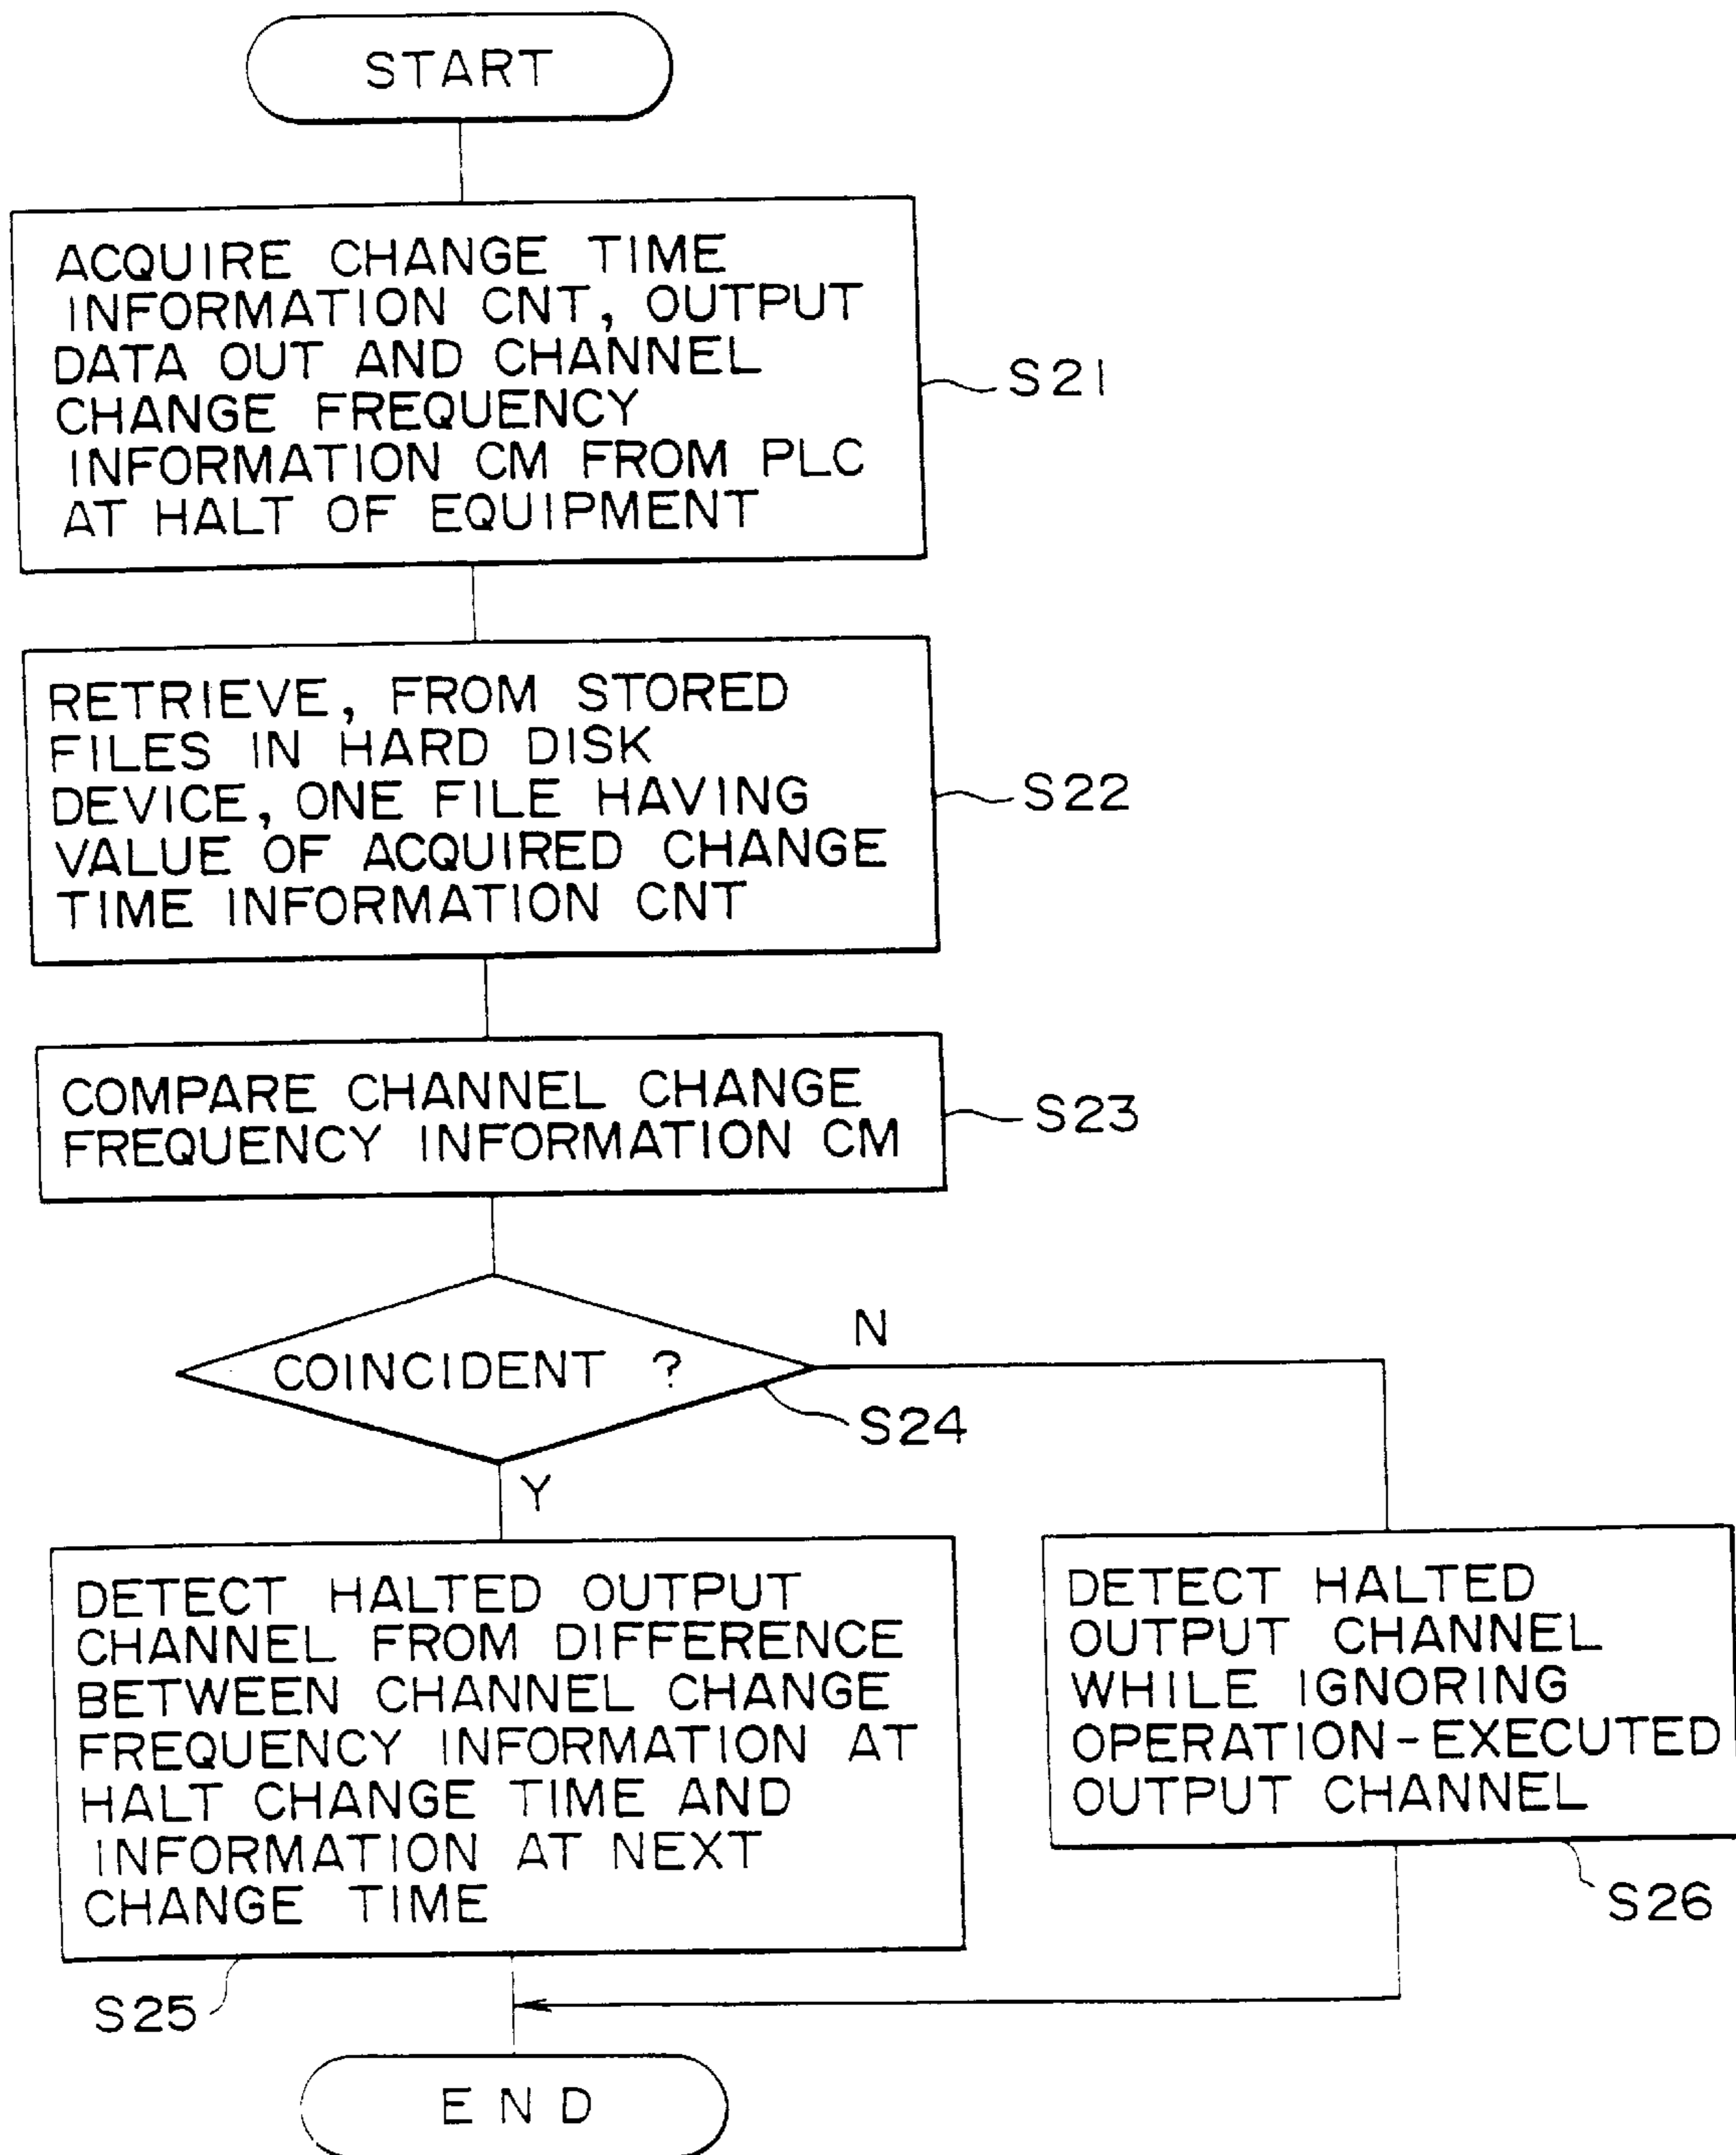 START
ACQUIRE CHANGE TIME
INFORMATION CNT, OUTPUT
DATA OUT AND CHANNEL
CHANGE FREQUENCY
INFORMATION CM FROM PLC
AT HALT OF EQUIPMENT
S21
RETRIEVE, FROM STORED
FILES IN HARD DISK
DEVICE, ONE FILE HAVING
VALUE OF ACQUIRED CHANGE
TIME INFORMATION CNT
S22
COMPARE CHANNEL CHANGE
FREQUENCY INFORMATION CM
S23
COINCIDENT ?
N
S24
Y
DETECT HALTED OUTPUT
CHANNEL FROM DIFFERENCE
BETWEEN CHANNEL CHANGE
FREQUENCY INFORMATION AT
HALT CHANGE TIME AND
INFORMATION AT NEXT
CHANGE TIME
S25
DETECT HALTED
OUTPUT CHANNEL
WHILE IGNORING
OPERATION-EXECUTED
OUTPUT CHANNEL
S26
END